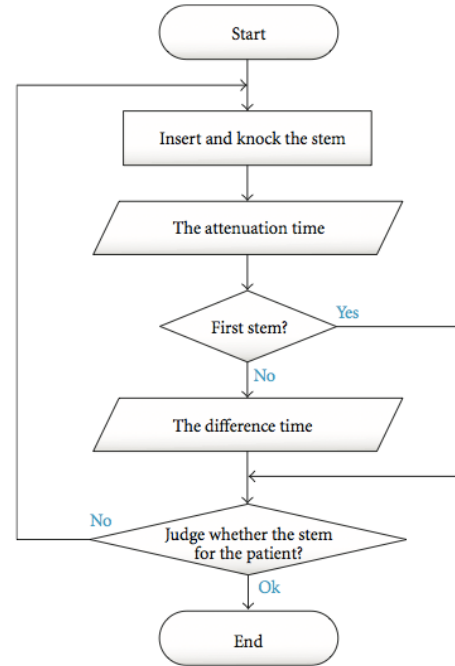 Start
Insert and knock the stem
The attenuation time
First stem?
Yes
No
The difference time
No
Judge whether the stem
for the patient?
Ok
End